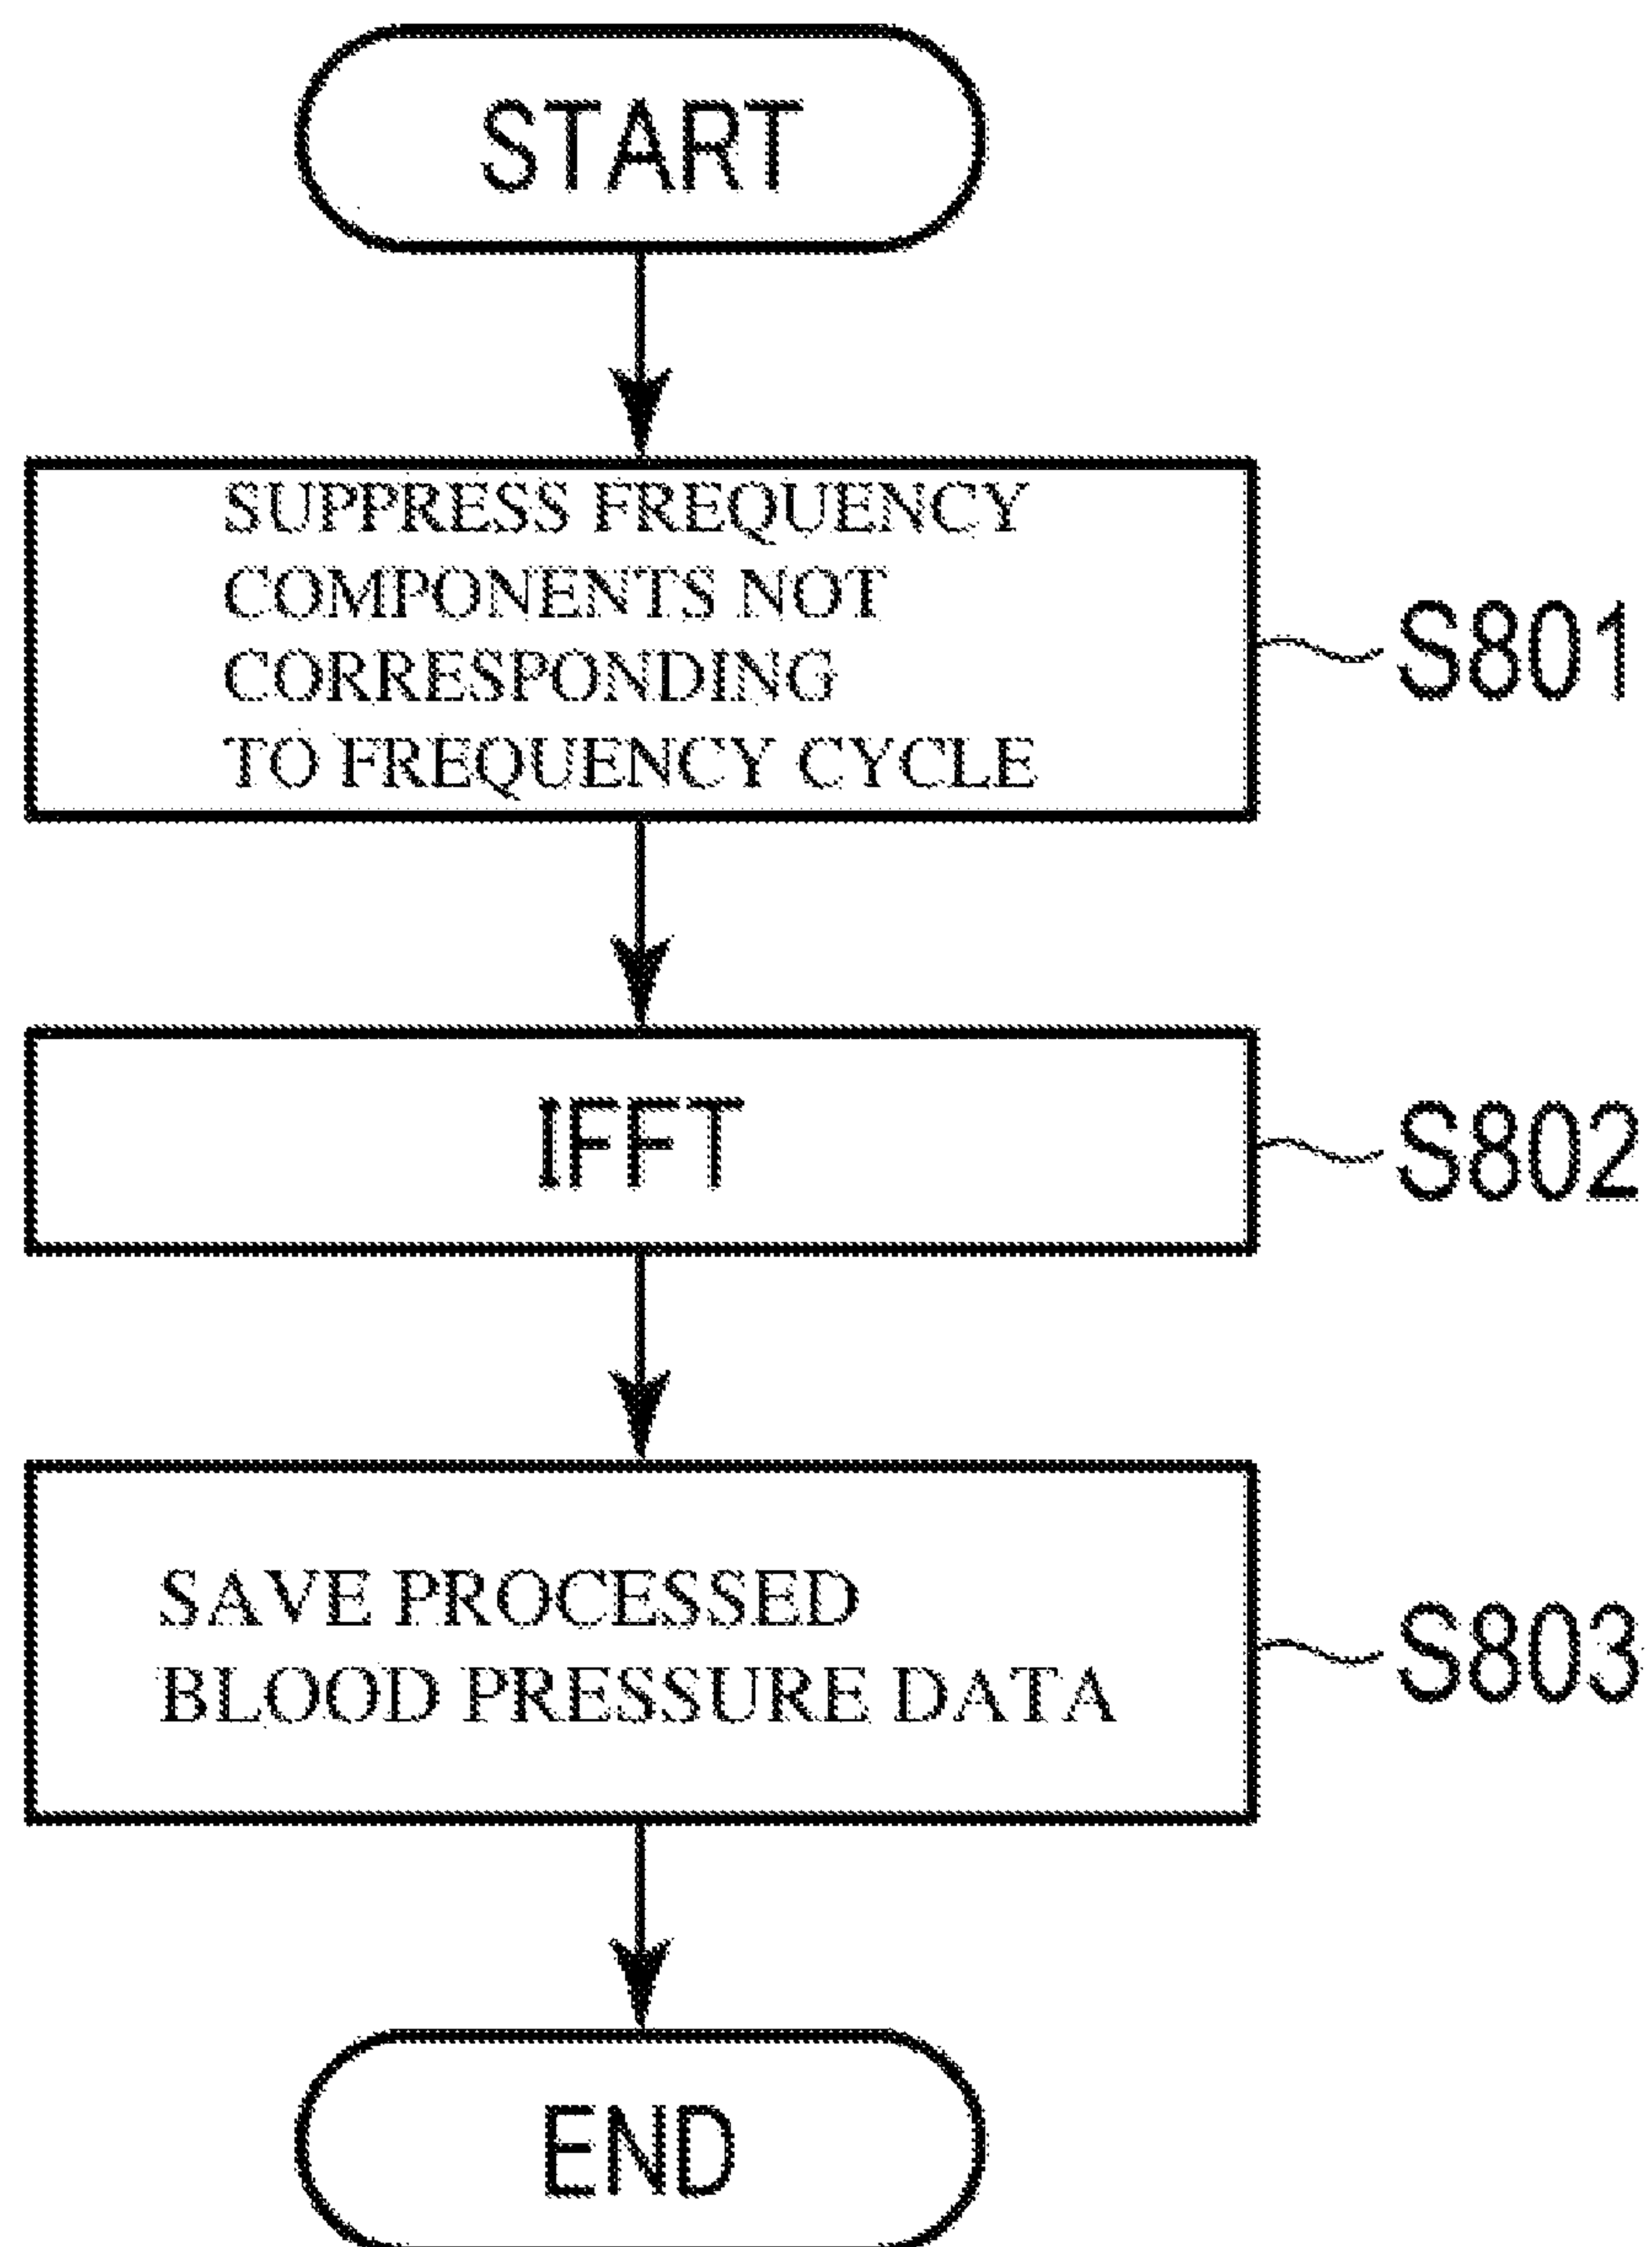 START
SUPPRESS FREQUENCY
COMPONENTS NOT
CORRESPONDING
TO FREQUENCY CYCLE
S801
IFFT
S802
SAVE PROCESSED
BLOOD PRESSURE DATA
S803
END